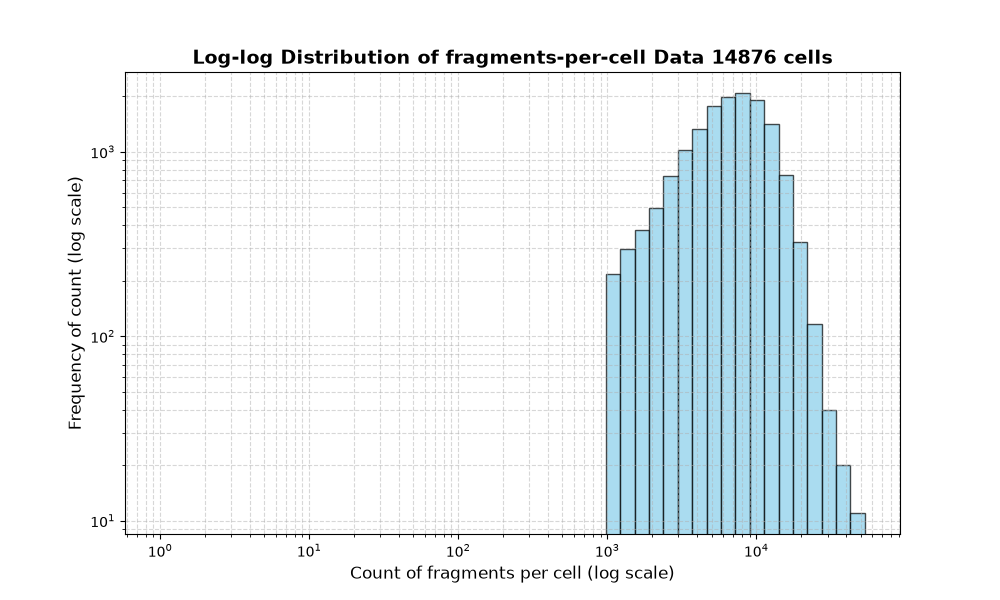 Log-log Distribution of fragments-per-cell Data 14876 cells
Frequency of count (log scale)
10³
10²
10¹
10⁰ 10¹ 10² 10³ 10⁴
Count of fragments per cell (log scale)